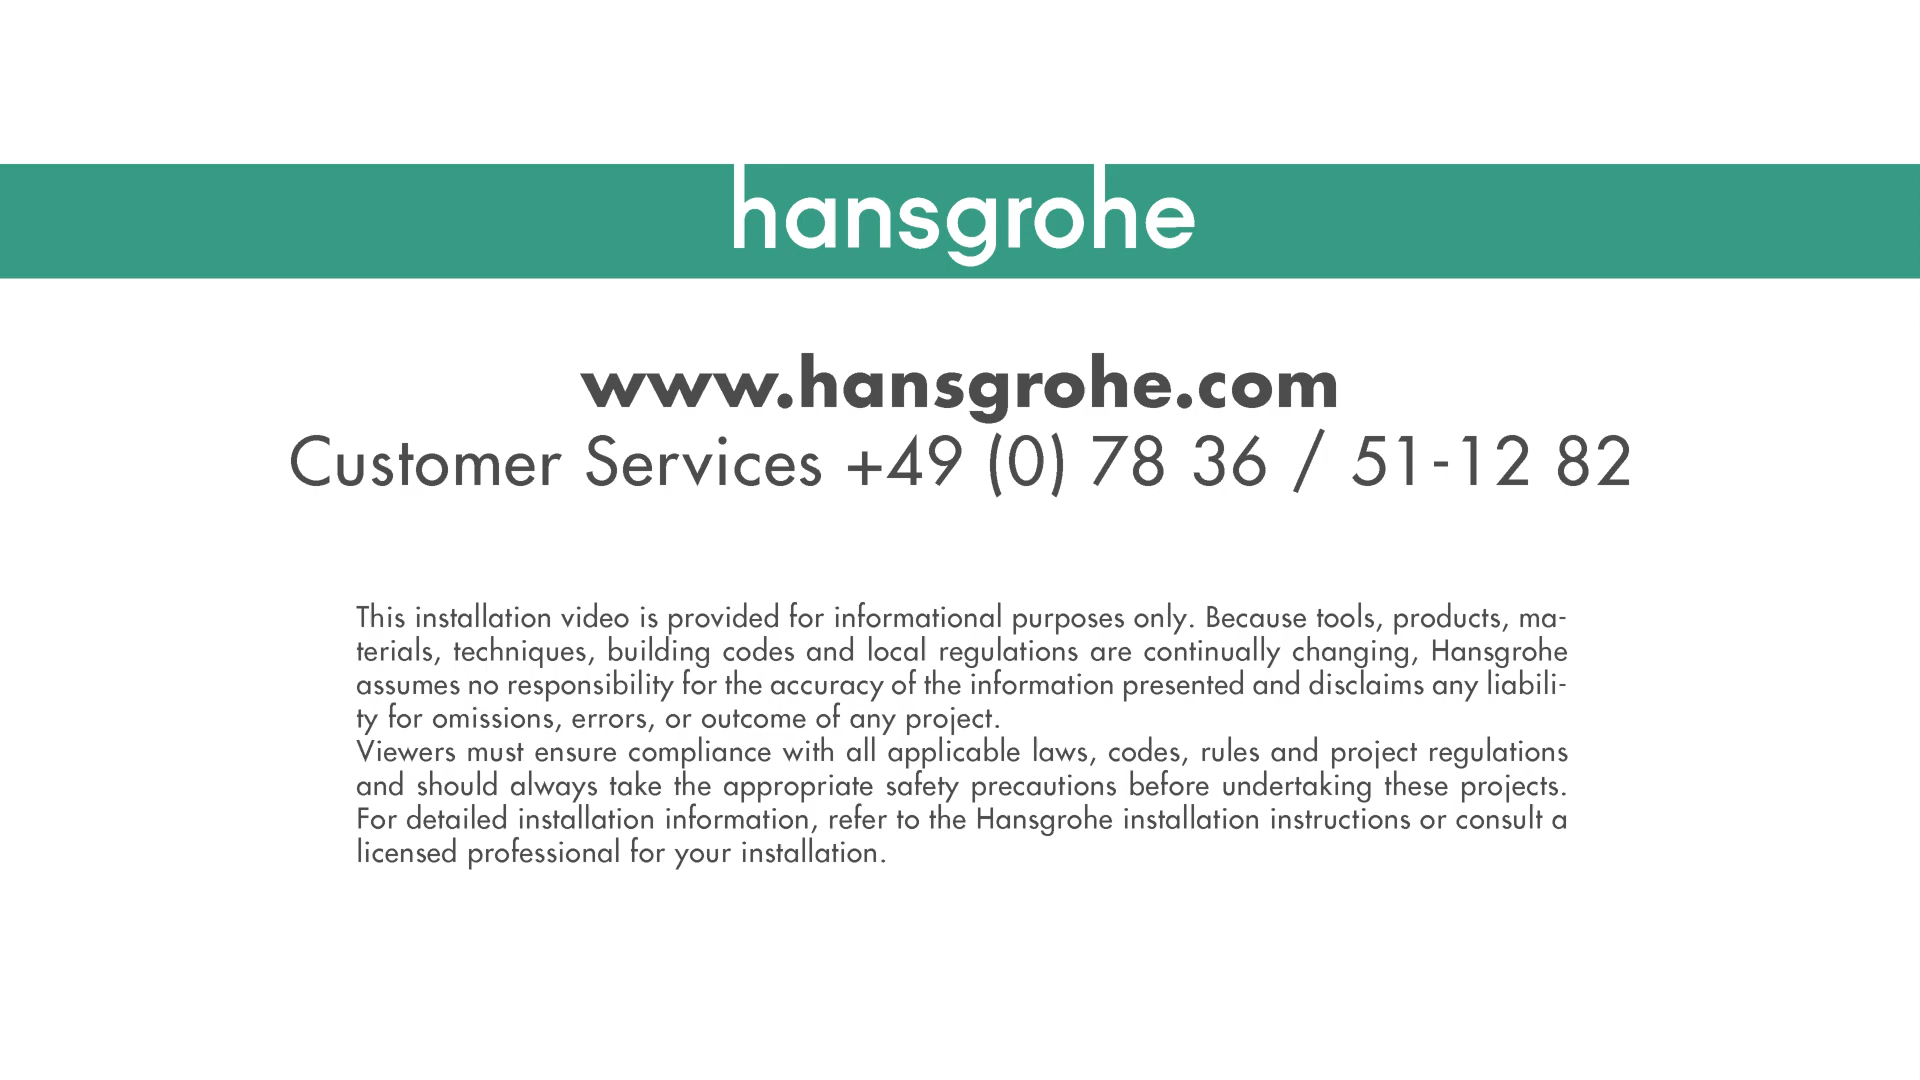 hansgrohe
www.hansgrohe.com
Customer Services +49 (0) 78 36 / 51-12 82
This installation video is provided for informational purposes only. Because tools, products, ma-
terials, techniques, building codes and local regulations are continually changing, Hansgrohe
assumes no responsibility for the accuracy of the information presented and disclaims any liabili-
ty for omissions, errors, or outcome of any project.
Viewers must ensure compliance with all applicable laws, codes, rules and project regulations
and should always take the appropriate safety precautions before undertaking these projects.
For detailed installation information, refer to the Hansgrohe installation instructions or consult a
licensed professional for your installation.